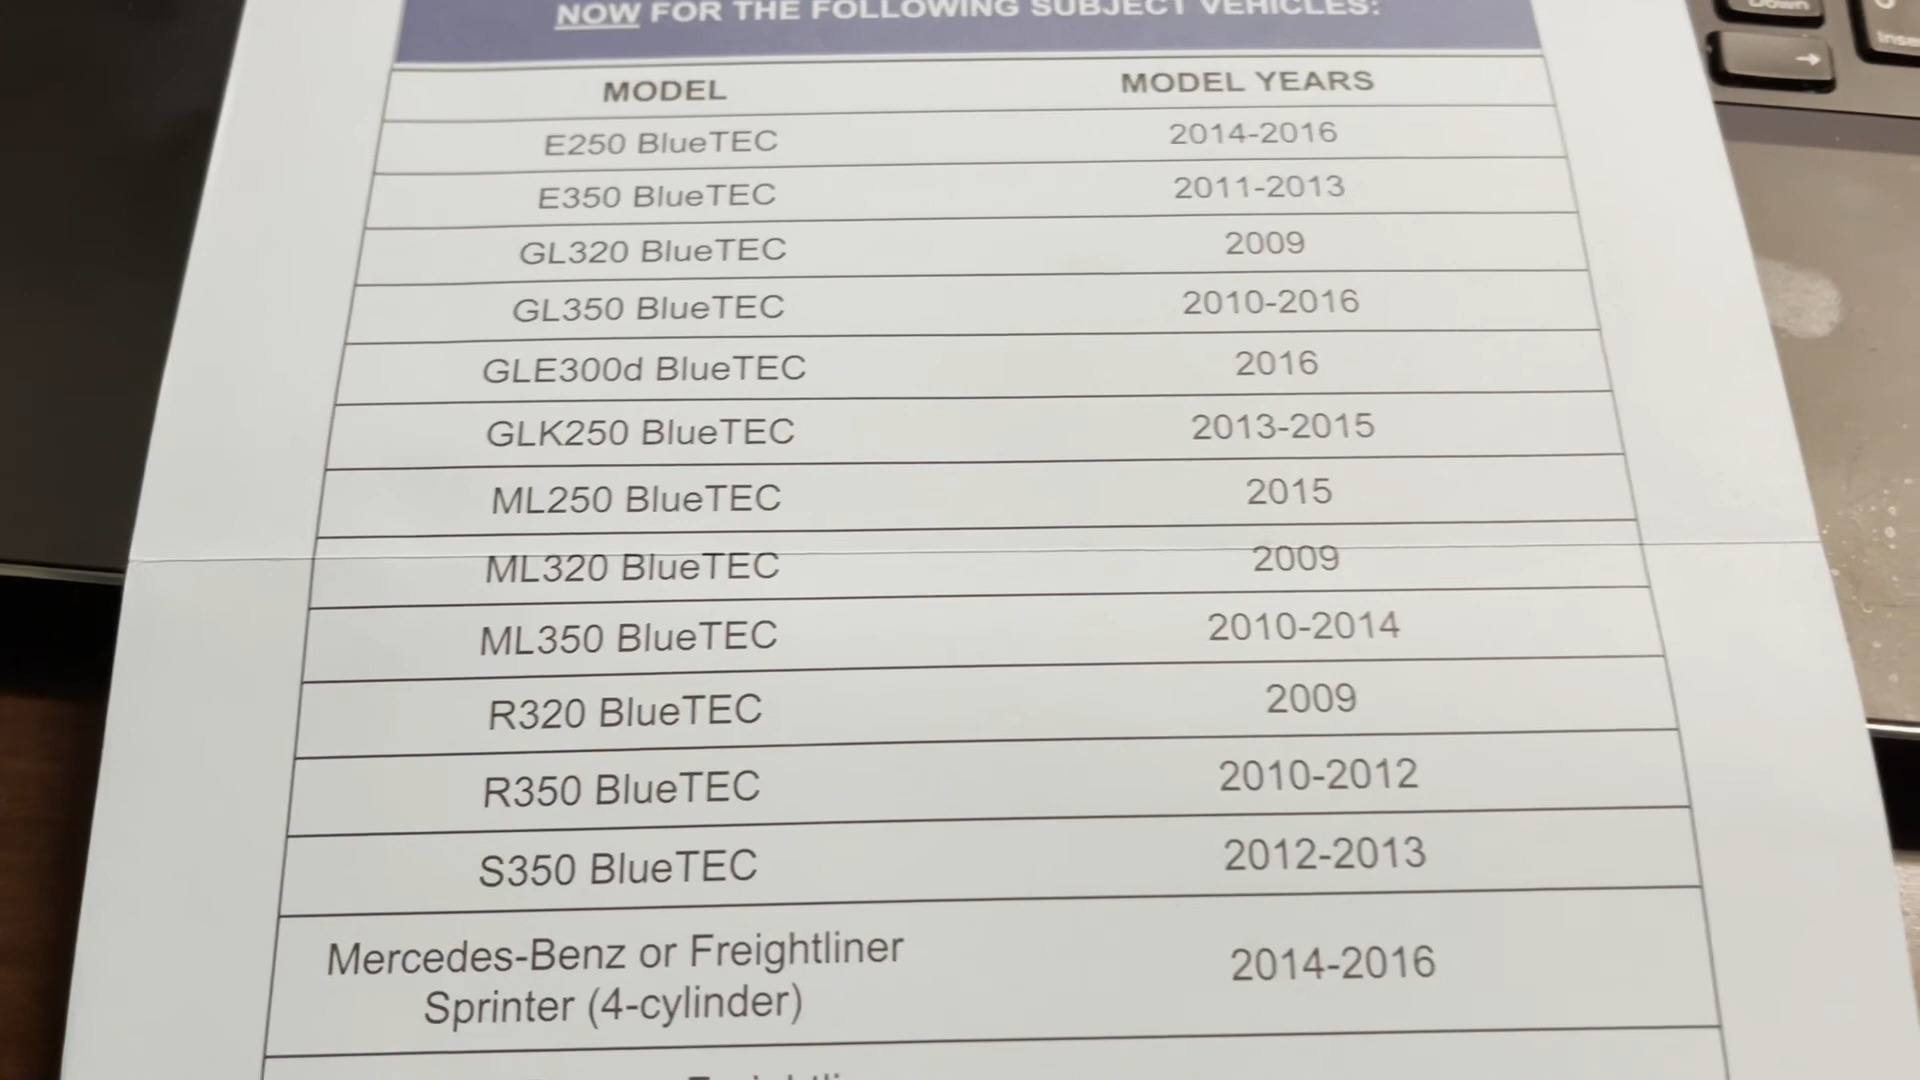 NOW FOR THE FOLLOWING SUBJECT VEHICLES:
MODEL MODEL YEARS
E250 BlueTEC 2014-2016
E350 BlueTEC 2011-2013
GL320 BlueTEC 2009
GL350 BlueTEC 2010-2016
GLE300d BlueTEC 2016
GLK250 BlueTEC 2013-2015
ML250 BlueTEC 2015
ML320 BlueTEC 2009
ML350 BlueTEC 2010-2014
R320 BlueTEC 2009
R350 BlueTEC 2010-2012
S350 BlueTEC 2012-2013
Mercedes-Benz or Freightliner
Sprinter (4-cylinder) 2014-2016
Down